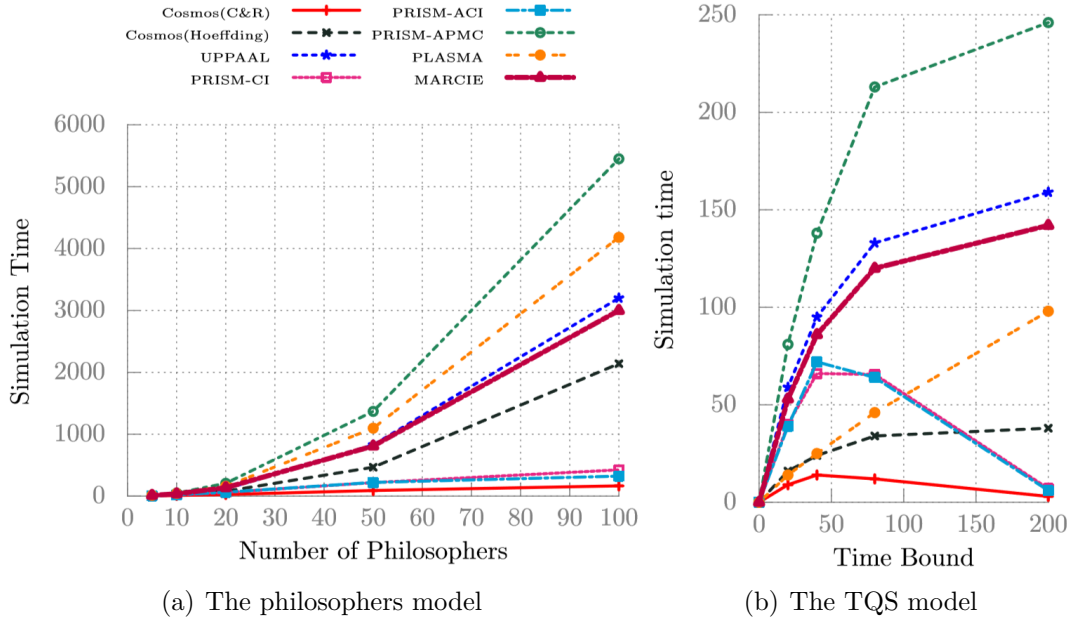 Cosmos(C&R)
Cosmos(Hoeffding)
UPPAAL
PRISM-CI
PRISM-ACI
PRISM-APMC
PLASMA
MARCIE
Simulation Time
6000
5000
4000
3000
2000
1000
0
0 10 20 30 40 50 60 70 80 90 100
Number of Philosophers
(a) The philosophers model
Simulation time
250
200
150
100
50
0
0 50 100 150 200
Time Bound
(b) The TQS model